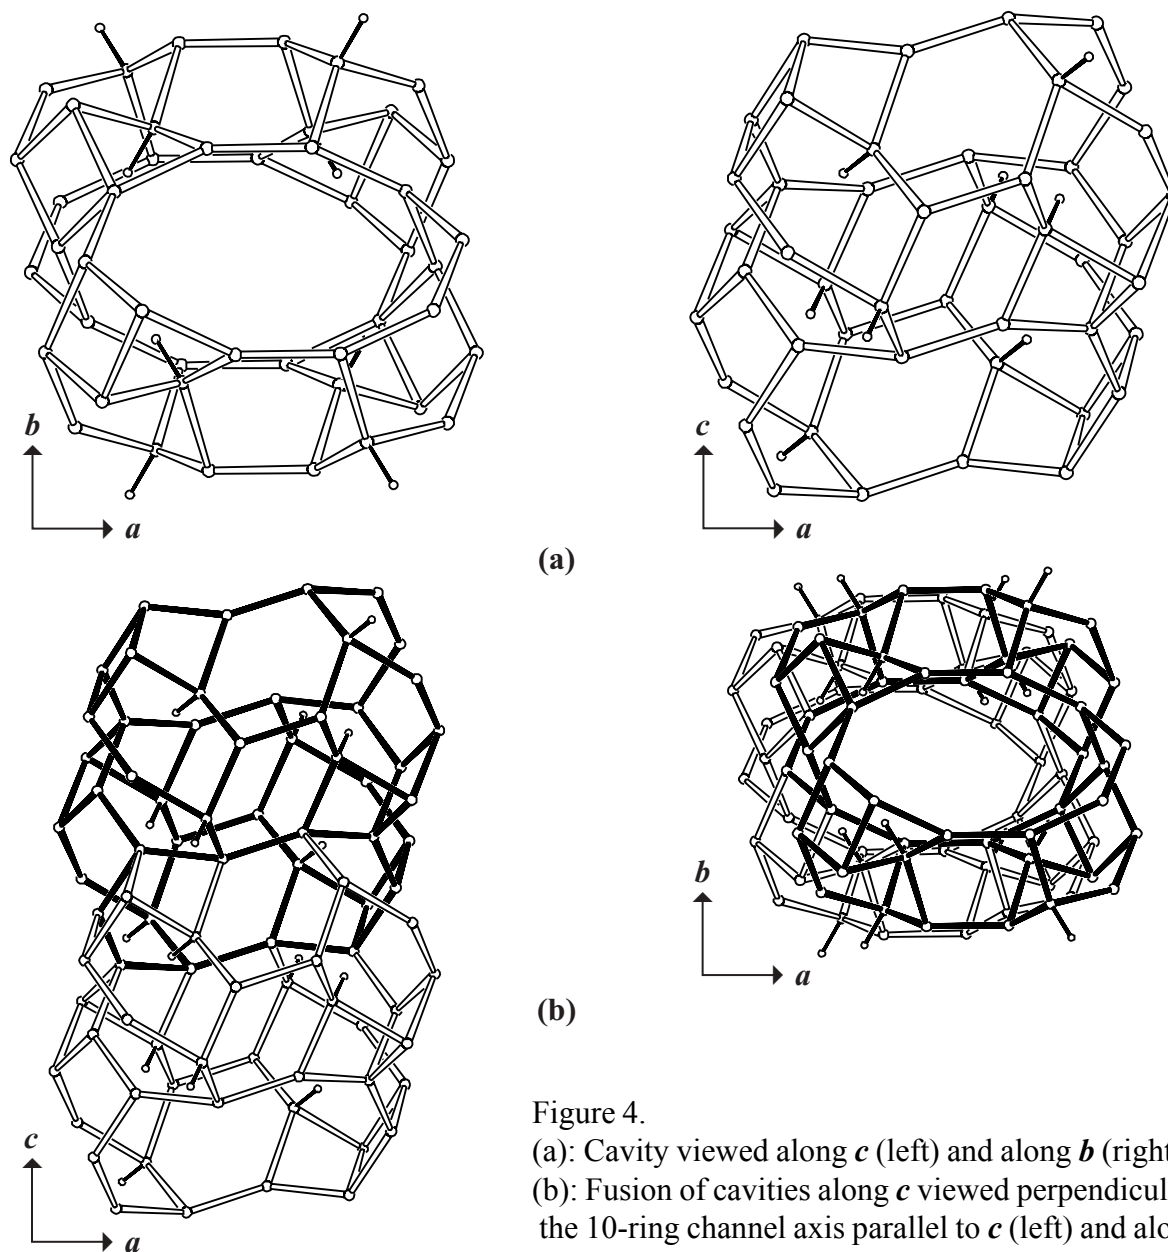 b
a
c
a
(a)
b
a
(b)
c
a
Figure 4.
(a): Cavity viewed along c (left) and along b (right
(b): Fusion of cavities along c viewed perpendicul
the 10-ring channel axis parallel to c (left) and alo